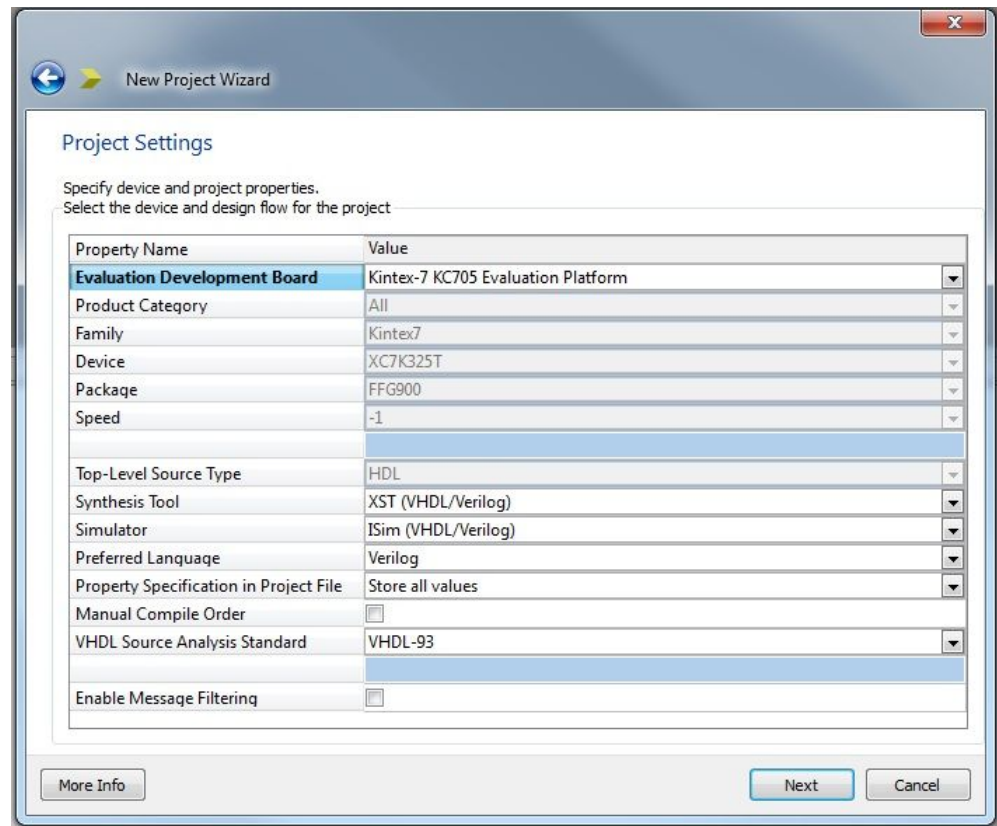 New Project Wizard
Project Settings
Specify device and project properties.
Select the device and design flow for the project
Property Name Value
Evaluation Development Board Kintex-7 KC705 Evaluation Platform
Product Category All
Family Kintex7
Device XC7K325T
Package FFG900
Speed -1
Top-Level Source Type HDL
Synthesis Tool XST (VHDL/Verilog)
Simulator ISim (VHDL/Verilog)
Preferred Language Verilog
Property Specification in Project File Store all values
Manual Compile Order
VHDL Source Analysis Standard VHDL-93
Enable Message Filtering
More Info Next Cancel